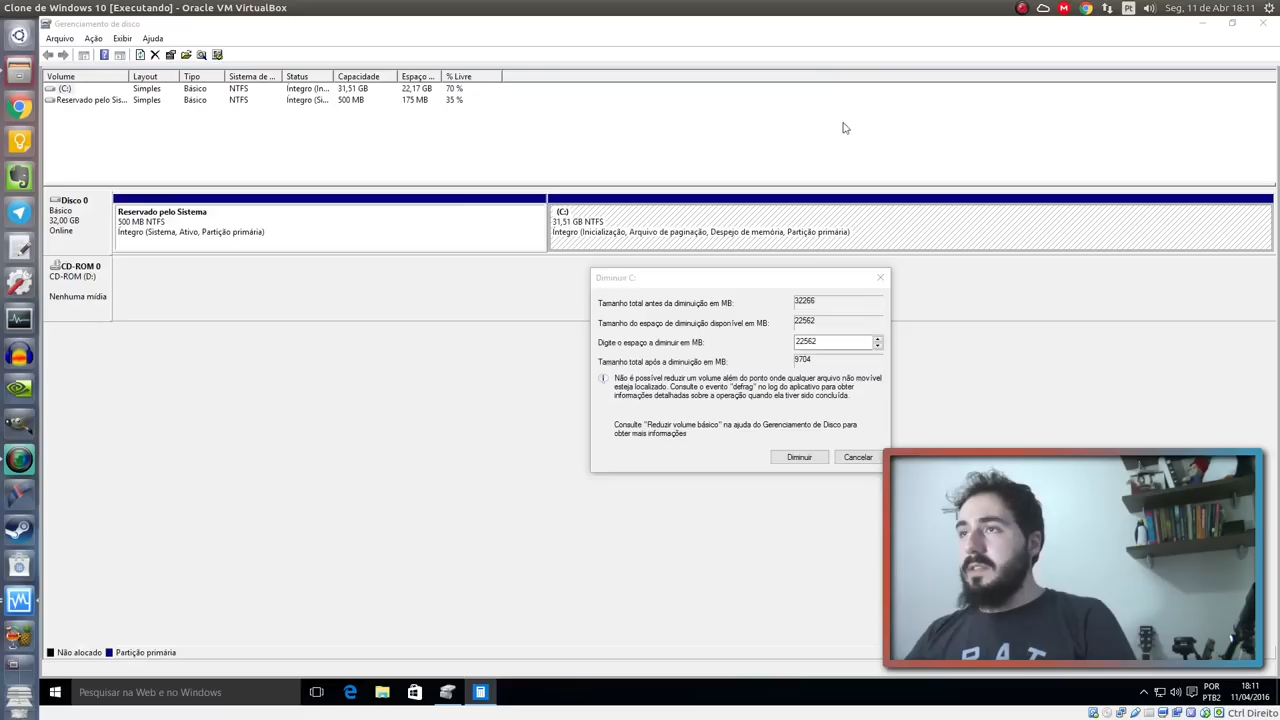 Clone de Windows 10 [Executando] - Oracle VM VirtualBox
Pt
Seg, 11 de Abr 18:11
Gerenciamento de disco
Arquivo Ação Exibir Ajuda
Volume Layout Tipo Sistema de ... Status Capacidade Espaço ... % Livre
(C:) Simples Básico NTFS Íntegro (In... 31,51 GB 22,17 GB 70 %
Reservado pelo Sis... Simples Básico NTFS Íntegro (Si... 500 MB 175 MB 35 %
Disco 0
Básico
32,00 GB
Online
Reservado pelo Sistema
500 MB NTFS
Íntegro (Sistema, Ativo, Partição primária)
(C:)
31,51 GB NTFS
Íntegro (Inicialização, Arquivo de paginação, Despejo de memória, Partição primária)
CD-ROM 0
CD-ROM (D:)
Nenhuma mídia
Diminuir C:
Tamanho total antes da diminuição em MB: 32266
Tamanho do espaço de diminuição disponível em MB: 22562
Digite o espaço a diminuir em MB: 22562
Tamanho total após a diminuição em MB: 9704
Não é possível reduzir um volume além do ponto onde qualquer arquivo não movível
esteja localizado. Consulte o evento "defrag" no log do aplicativo para obter
informações detalhadas sobre a operação quando ela tiver sido concluída.
Consulte "Reduzir volume básico" na ajuda do Gerenciamento de Disco para
obter mais informações
Diminuir Cancelar
Não alocado Partição primária
Pesquisar na Web e no Windows
POR
PTB2
18:11
11/04/2016
Ctrl Direito